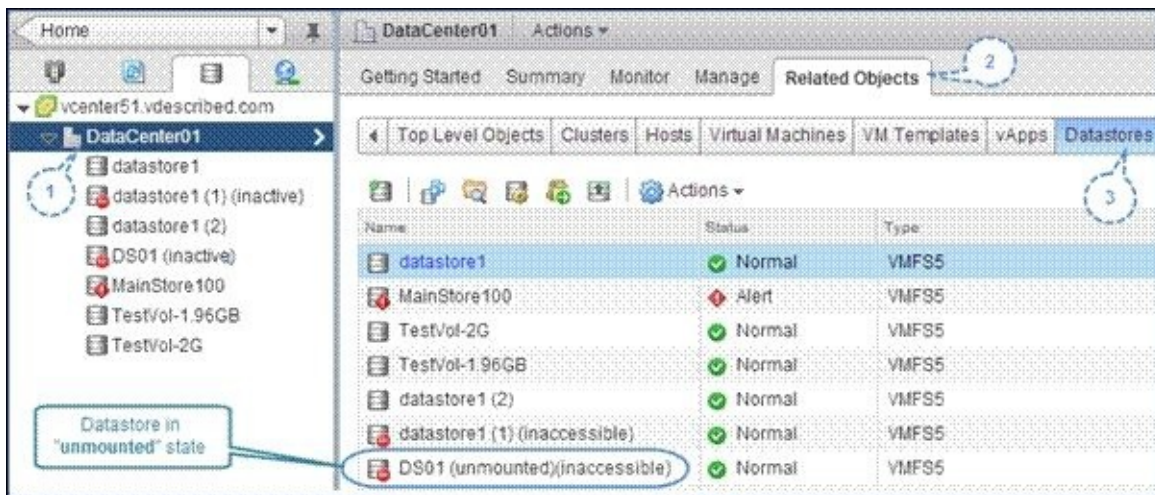 Home
vcenter51.vdescribed.com
DataCenter01
1
datastore1
datastore1 (1) (inactive)
datastore1 (2)
DS01 (inactive)
MainStore100
TestVol-1.96GB
TestVol-2G
Datastore in
"unmounted" state
DataCenter01 Actions
Getting Started Summary Monitor Manage Related Objects 2
Top Level Objects Clusters Hosts Virtual Machines VM Templates vApps Datastores
3
Actions
Name Status Type
datastore1 Normal VMFS5
MainStore100 Alert VMFS5
TestVol-2G Normal VMFS5
TestVol-1.96GB Normal VMFS5
datastore1 (2) Normal VMFS5
datastore1 (1) (inaccessible) Normal VMFS5
DS01 (unmounted)(inaccessible) Normal VMFS5